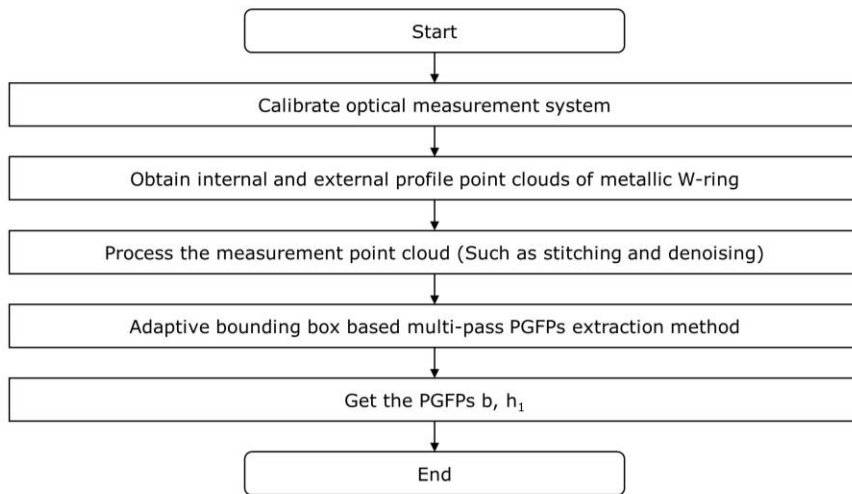 Start
Calibrate optical measurement system
Obtain internal and external profile point clouds of metallic W-ring
Process the measurement point cloud (Such as stitching and denoising)
Adaptive bounding box based multi-pass PGFPs extraction method
Get the PGFPs b, h₁
End